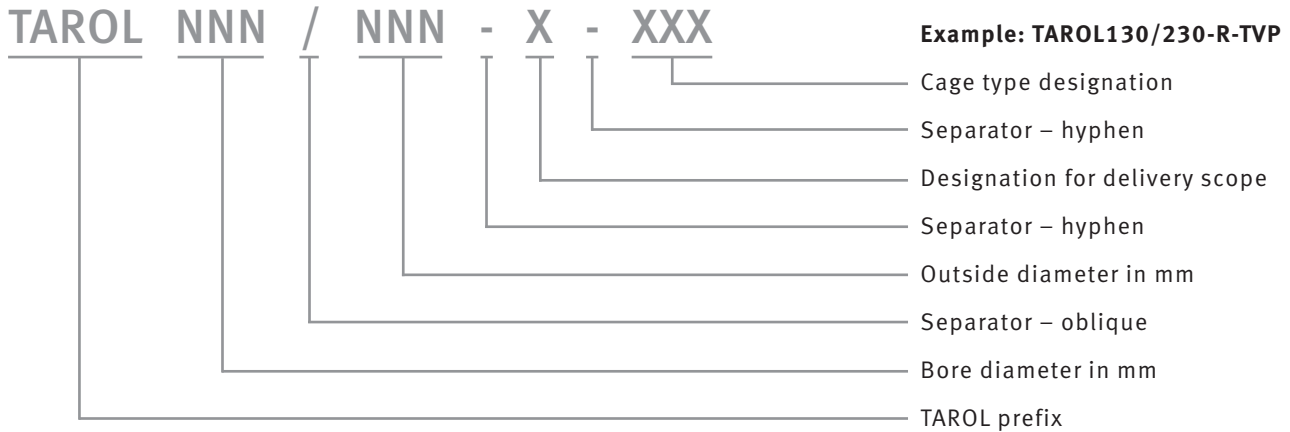 TAROL NNN / NNN - X - XXX
Example: TAROL130/230-R-TVP
Cage type designation
Separator – hyphen
Designation for delivery scope
Separator – hyphen
Outside diameter in mm
Separator – oblique
Bore diameter in mm
TAROL prefix